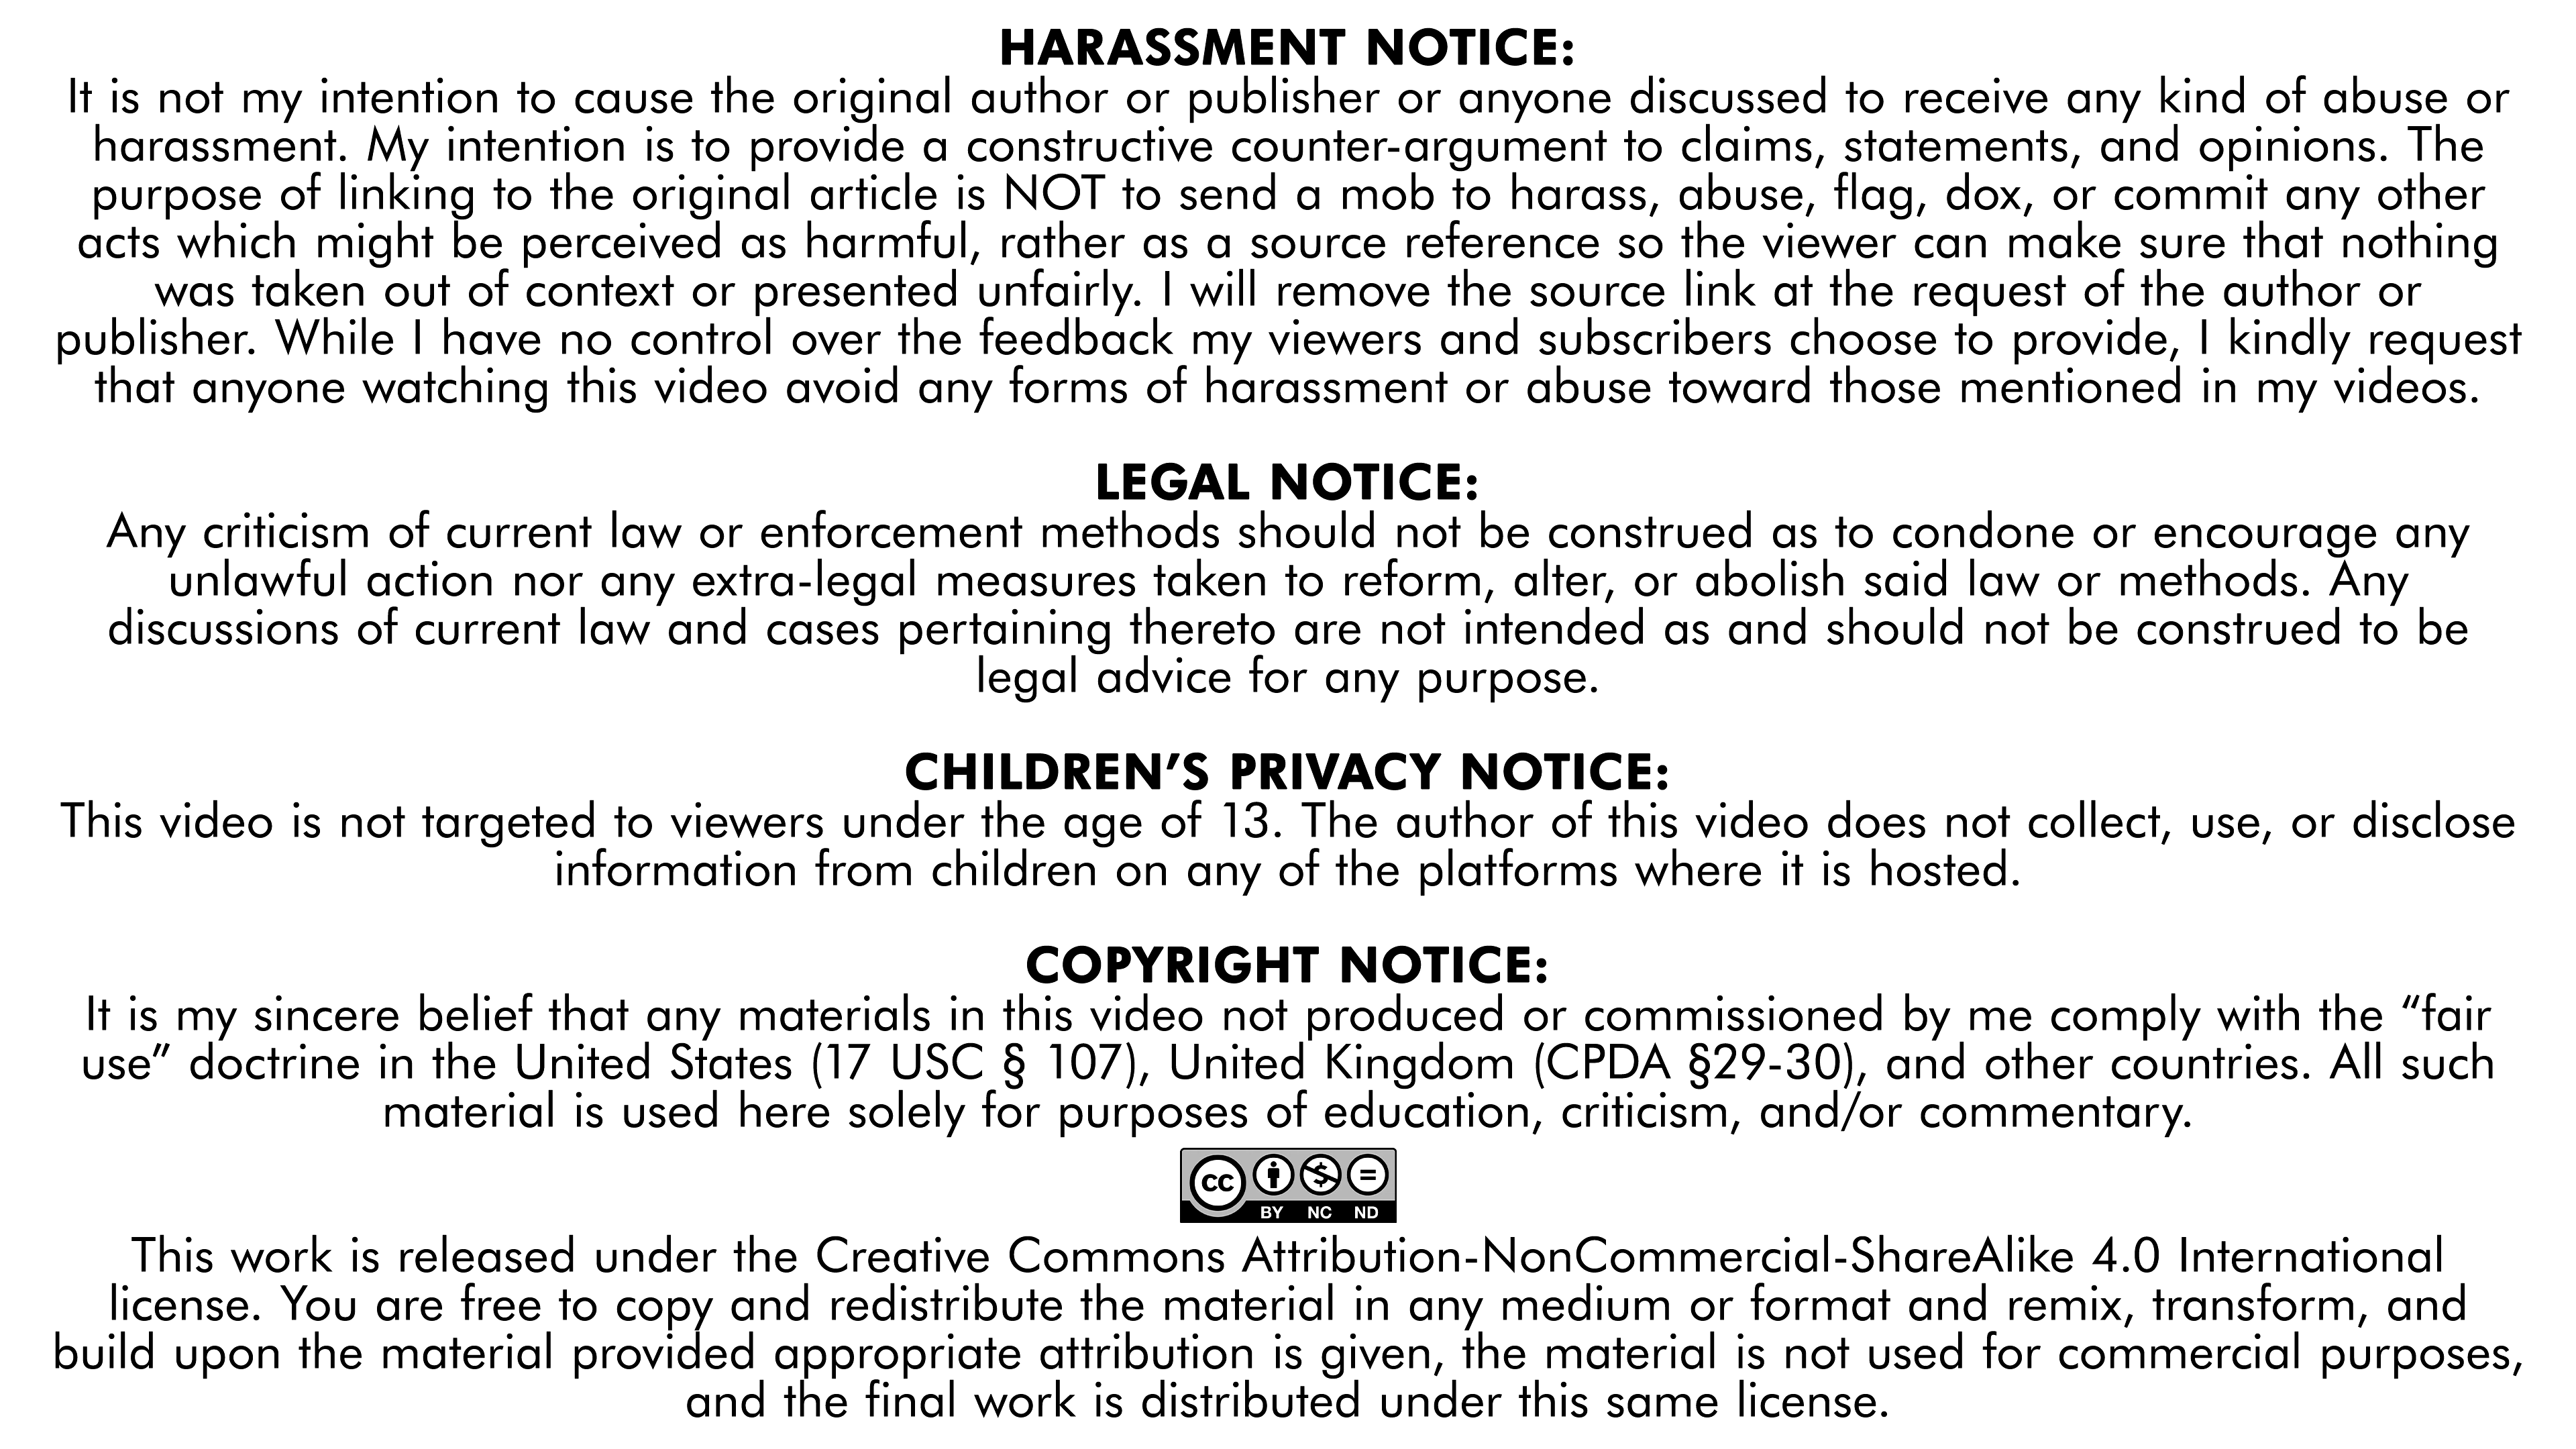 HARASSMENT NOTICE:
It is not my intention to cause the original author or publisher or anyone discussed to receive any kind of abuse or
harassment. My intention is to provide a constructive counter-argument to claims, statements, and opinions. The
purpose of linking to the original article is NOT to send a mob to harass, abuse, flag, dox, or commit any other
acts which might be perceived as harmful, rather as a source reference so the viewer can make sure that nothing
was taken out of context or presented unfairly. I will remove the source link at the request of the author or
publisher. While I have no control over the feedback my viewers and subscribers choose to provide, I kindly request
that anyone watching this video avoid any forms of harassment or abuse toward those mentioned in my videos.
LEGAL NOTICE:
Any criticism of current law or enforcement methods should not be construed as to condone or encourage any
unlawful action nor any extra-legal measures taken to reform, alter, or abolish said law or methods. Any
discussions of current law and cases pertaining thereto are not intended as and should not be construed to be
legal advice for any purpose.
CHILDREN’S PRIVACY NOTICE:
This video is not targeted to viewers under the age of 13. The author of this video does not collect, use, or disclose
information from children on any of the platforms where it is hosted.
COPYRIGHT NOTICE:
It is my sincere belief that any materials in this video not produced or commissioned by me comply with the “fair
use” doctrine in the United States (17 USC § 107), United Kingdom (CPDA §29-30), and other countries. All such
material is used here solely for purposes of education, criticism, and/or commentary.
cc
BY NC ND
This work is released under the Creative Commons Attribution-NonCommercial-ShareAlike 4.0 International
license. You are free to copy and redistribute the material in any medium or format and remix, transform, and
build upon the material provided appropriate attribution is given, the material is not used for commercial purposes,
and the final work is distributed under this same license.